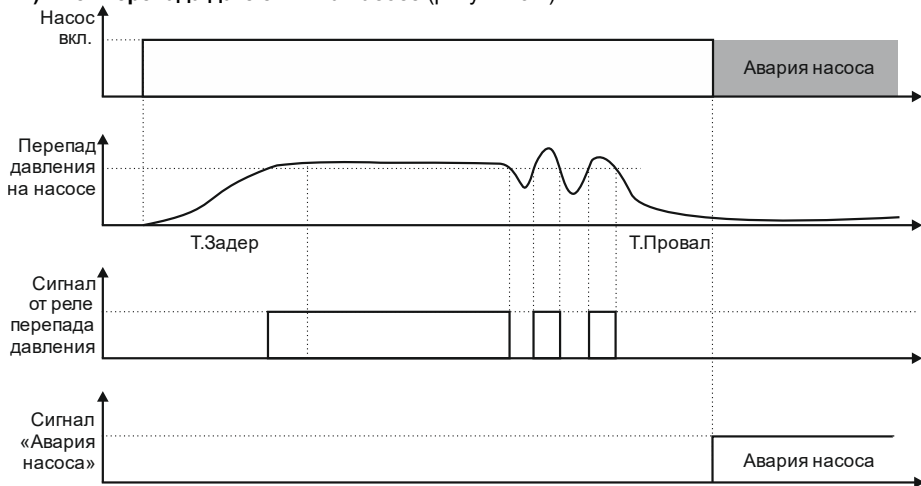 Насос
вкл.
Авария насоса
Перепад
давления
на насосе
Т.Задер
Т.Провал
Сигнал
от реле
перепада
давления
Сигнал
«Авария
насоса»
Авария насоса